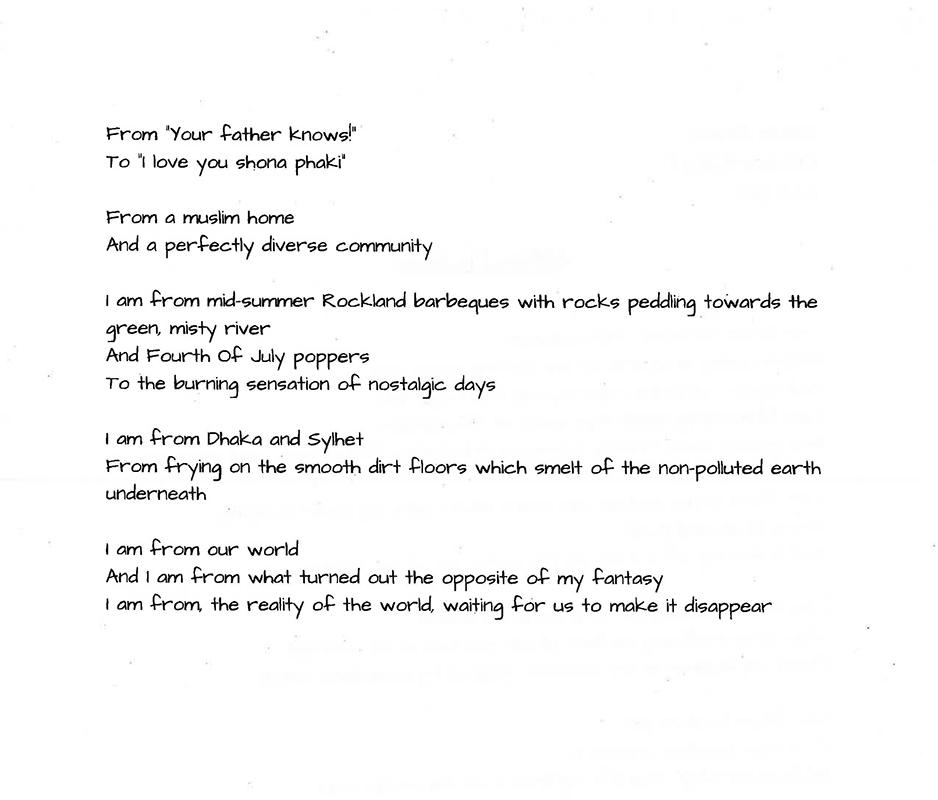 From "Your father knows!"
To "I love you shona phaki"
From a muslim home
And a perfectly diverse community
I am from mid-summer Rockland barbeques with rocks peddling towards the
green, misty river
And Fourth Of July poppers
To the burning sensation of nostalgic days
I am from Dhaka and Sylhet
From frying on the smooth dirt floors which smelt of the non-polluted earth
underneath
I am from our world
And I am from what turned out the opposite of my fantasy
I am from, the reality of the world, waiting for us to make it disappear